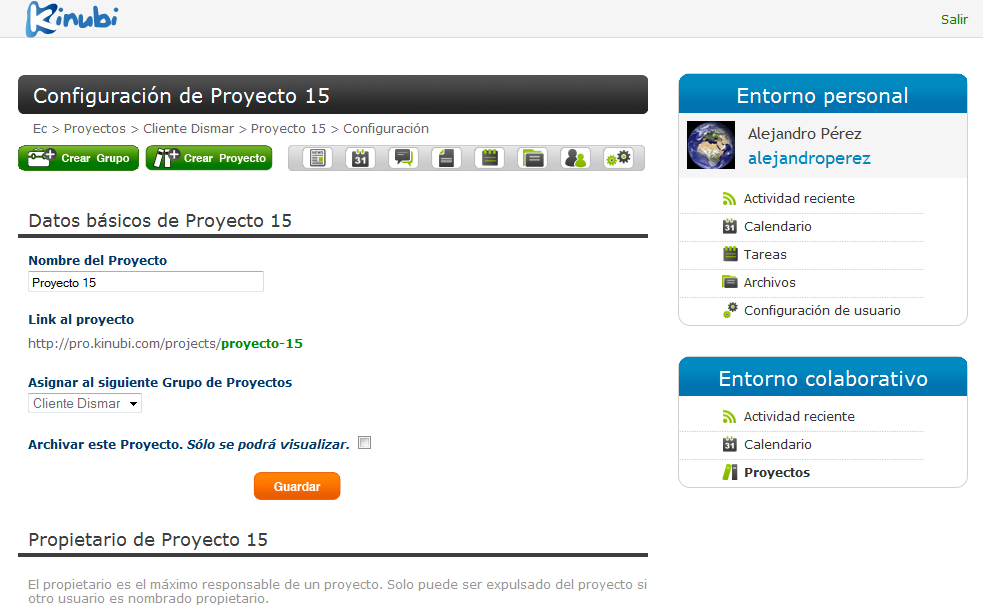 Kinubi
Salir
Configuración de Proyecto 15
Ec > Proyectos > Cliente Dismar > Proyecto 15 > Configuración
Crear Grupo
Crear Proyecto
31
Datos básicos de Proyecto 15
Nombre del Proyecto
Proyecto 15
Link al proyecto
http://pro.kinubi.com/projects/proyecto-15
Asignar al siguiente Grupo de Proyectos
Cliente Dismar
Archivar este Proyecto. Sólo se podrá visualizar.
Guardar
Propietario de Proyecto 15
El propietario es el máximo responsable de un proyecto. Solo puede ser expulsado del proyecto si
otro usuario es nombrado propietario.
Entorno personal
Alejandro Pérez
alejandroperez
Actividad reciente
31 Calendario
Tareas
Archivos
Configuración de usuario
Entorno colaborativo
Actividad reciente
31 Calendario
Proyectos